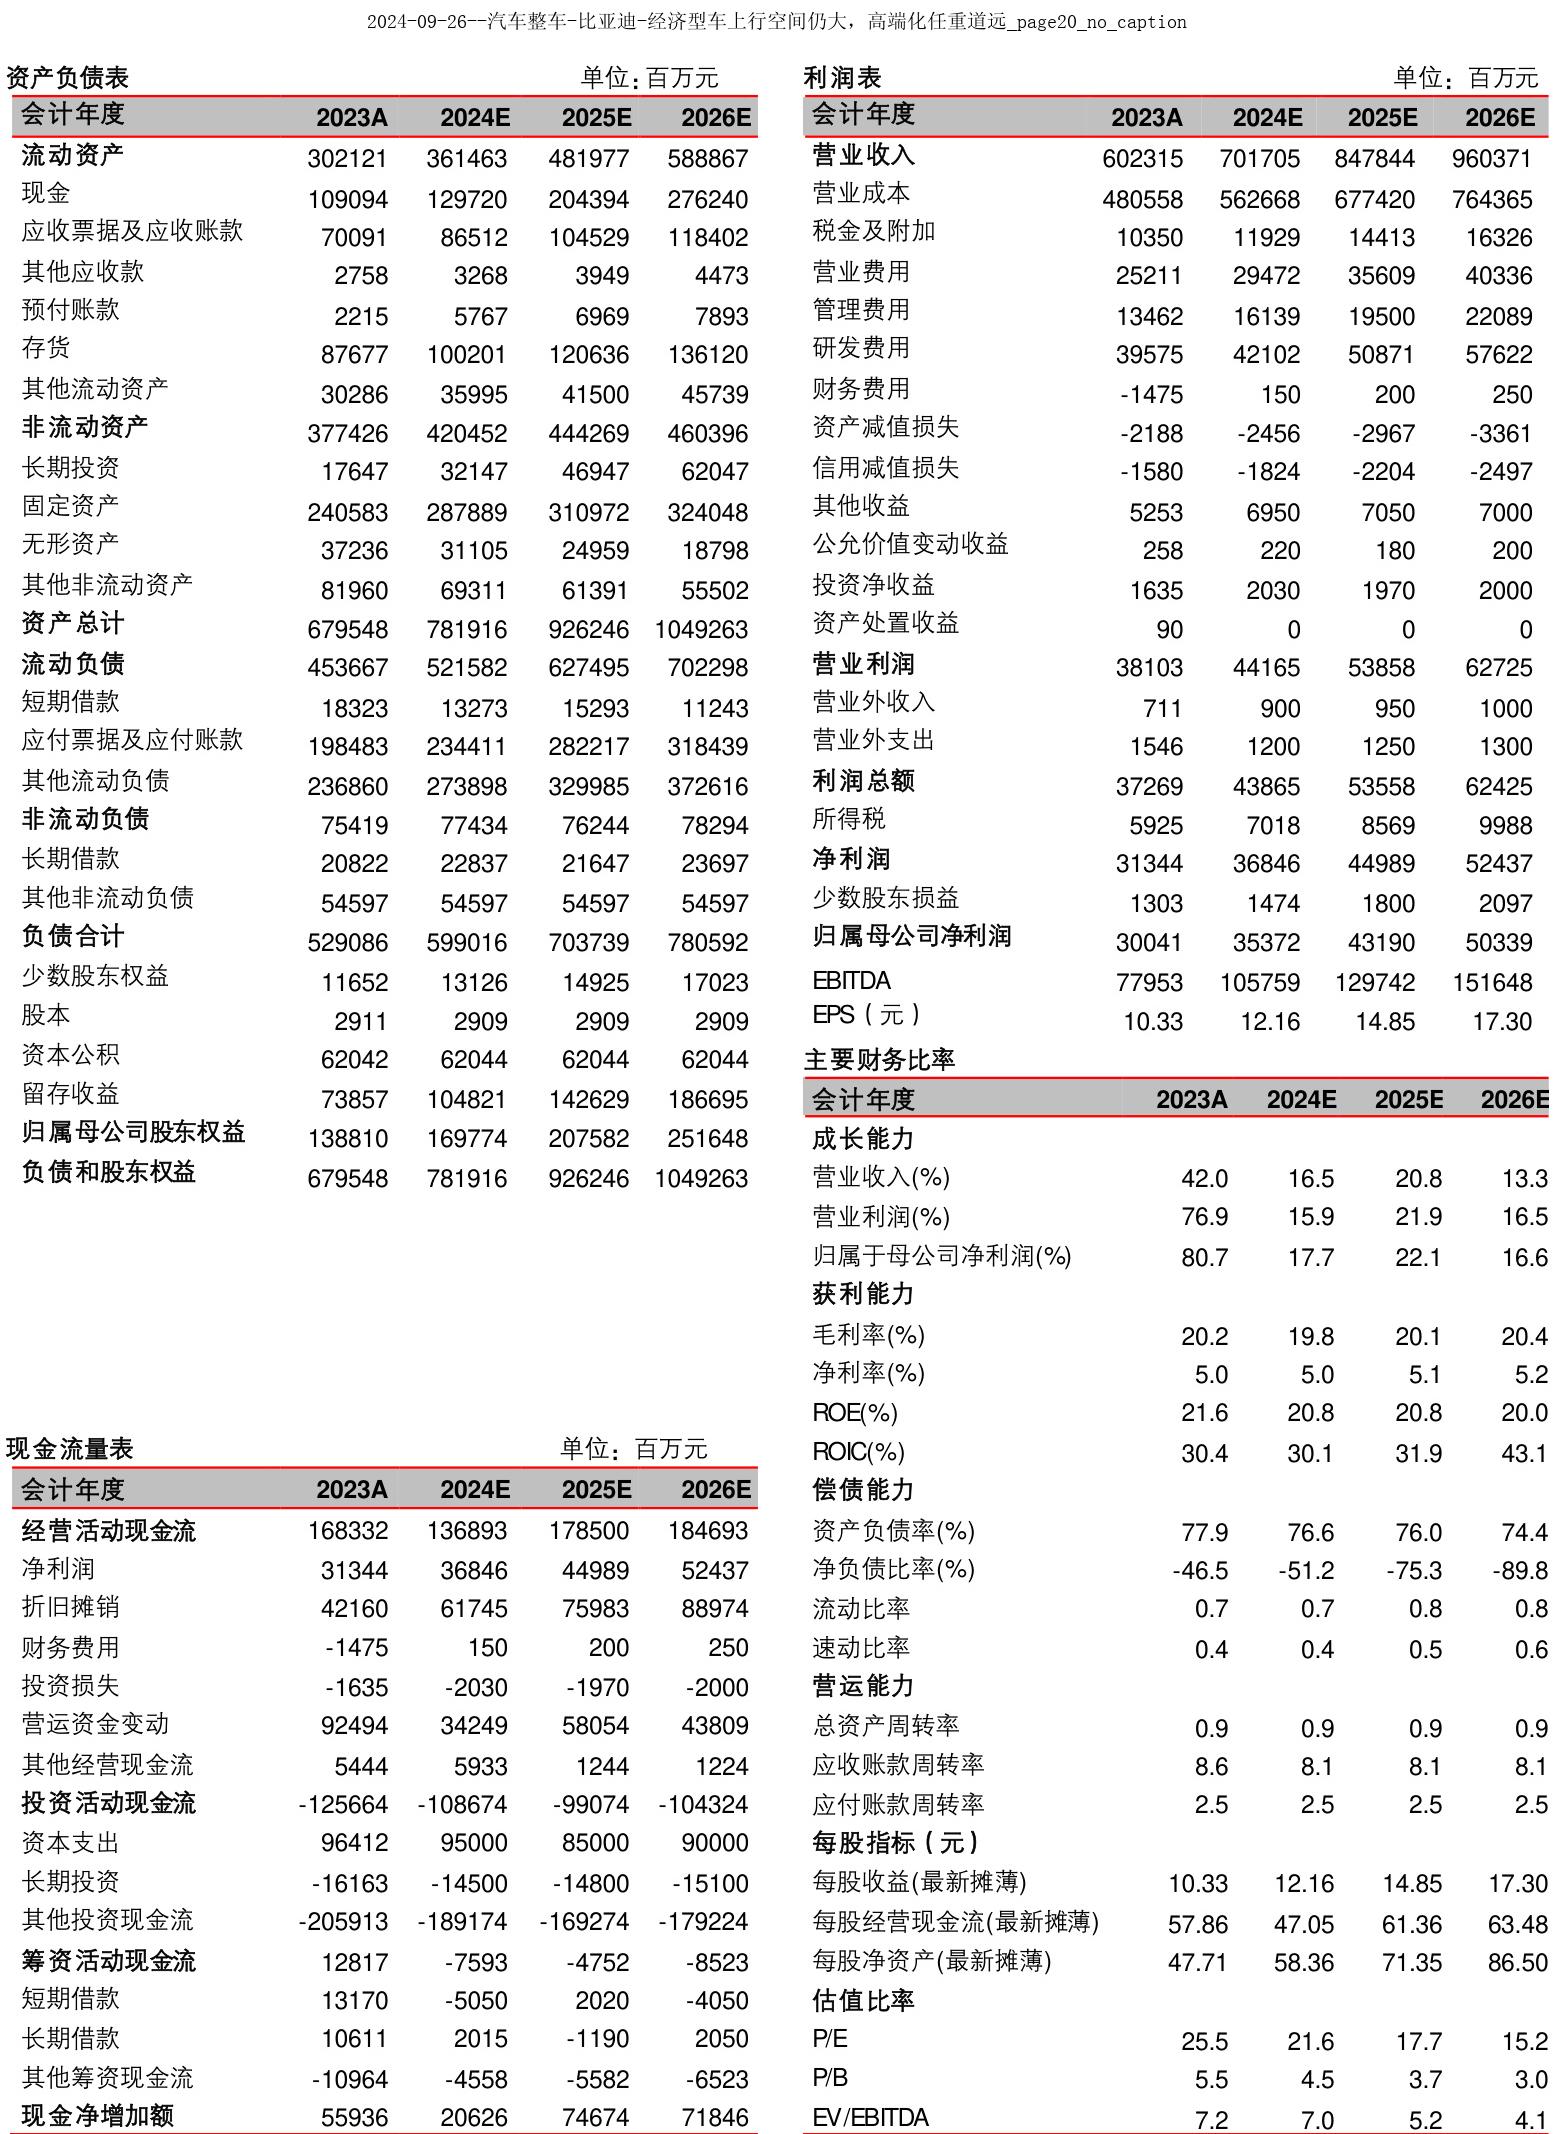 2024-09-26--汽车整车-比亚迪-经济型车上行空间仍大，高端化任重道远_page20_no_caption
资产负债表 单位：百万元
会计年度 2023A 2024E 2025E 2026E
流动资产 302121 361463 481977 588867
现金 109094 129720 204394 276240
应收票据及应收账款 70091 86512 104529 118402
其他应收款 2758 3268 3949 4473
预付账款 2215 5767 6969 7893
存货 87677 100201 120636 136120
其他流动资产 30286 35995 41500 45739
非流动资产 377426 420452 444269 460396
长期投资 17647 32147 46947 62047
固定资产 240583 287889 310972 324048
无形资产 37236 31105 24959 18798
其他非流动资产 81960 69311 61391 55502
资产总计 679548 781916 926246 1049263
流动负债 453667 521582 627495 702298
短期借款 18323 13273 15293 11243
应付票据及应付账款 198483 234411 282217 318439
其他流动负债 236860 273898 329985 372616
非流动负债 75419 77434 76244 78294
长期借款 20822 22837 21647 23697
其他非流动负债 54597 54597 54597 54597
负债合计 529086 599016 703739 780592
少数股东权益 11652 13126 14925 17023
股本 2911 2909 2909 2909
资本公积 62042 62044 62044 62044
留存收益 73857 104821 142629 186695
归属母公司股东权益 138810 169774 207582 251648
负债和股东权益 679548 781916 926246 1049263
现金流量表 单位：百万元
会计年度 2023A 2024E 2025E 2026E
经营活动现金流 168332 136893 178500 184693
净利润 31344 36846 44989 52437
折旧摊销 42160 61745 75983 88974
财务费用 -1475 150 200 250
投资损失 -1635 -2030 -1970 -2000
营运资金变动 92494 34249 58054 43809
其他经营现金流 5444 5933 1244 1224
投资活动现金流 -125664 -108674 -99074 -104324
资本支出 96412 95000 85000 90000
长期投资 -16163 -14500 -14800 -15100
其他投资现金流 -205913 -189174 -169274 -179224
筹资活动现金流 12817 -7593 -4752 -8523
短期借款 13170 -5050 2020 -4050
长期借款 10611 2015 -1190 2050
其他筹资现金流 -10964 -4558 -5582 -6523
现金净增加额 55936 20626 74674 71846
利润表 单位：百万元
会计年度 2023A 2024E 2025E 2026E
营业收入 602315 701705 847844 960371
营业成本 480558 562668 677420 764365
税金及附加 10350 11929 14413 16326
营业费用 25211 29472 35609 40336
管理费用 13462 16139 19500 22089
研发费用 39575 42102 50871 57622
财务费用 -1475 150 200 250
资产减值损失 -2188 -2456 -2967 -3361
信用减值损失 -1580 -1824 -2204 -2497
其他收益 5253 6950 7050 7000
公允价值变动收益 258 220 180 200
投资净收益 1635 2030 1970 2000
资产处置收益 90 0 0 0
营业利润 38103 44165 53858 62725
营业外收入 711 900 950 1000
营业外支出 1546 1200 1250 1300
利润总额 37269 43865 53558 62425
所得税 5925 7018 8569 9988
净利润 31344 36846 44989 52437
少数股东损益 1303 1474 1800 2097
归属母公司净利润 30041 35372 43190 50339
EBITDA 77953 105759 129742 151648
EPS（元） 10.33 12.16 14.85 17.30
主要财务比率
会计年度 2023A 2024E 2025E 2026E
成长能力
营业收入(%) 42.0 16.5 20.8 13.3
营业利润(%) 76.9 15.9 21.9 16.5
归属于母公司净利润(%) 80.7 17.7 22.1 16.6
获利能力
毛利率(%) 20.2 19.8 20.1 20.4
净利率(%) 5.0 5.0 5.1 5.2
ROE(%) 21.6 20.8 20.8 20.0
ROIC(%) 30.4 30.1 31.9 43.1
偿债能力
资产负债率(%) 77.9 76.6 76.0 74.4
净负债比率(%) -46.5 -51.2 -75.3 -89.8
流动比率 0.7 0.7 0.8 0.8
速动比率 0.4 0.4 0.5 0.6
营运能力
总资产周转率 0.9 0.9 0.9 0.9
应收账款周转率 8.6 8.1 8.1 8.1
应付账款周转率 2.5 2.5 2.5 2.5
每股指标（元）
每股收益(最新摊薄) 10.33 12.16 14.85 17.30
每股经营现金流(最新摊薄) 57.86 47.05 61.36 63.48
每股净资产(最新摊薄) 47.71 58.36 71.35 86.50
估值比率
P/E 25.5 21.6 17.7 15.2
P/B 5.5 4.5 3.7 3.0
EV/EBITDA 7.2 7.0 5.2 4.1